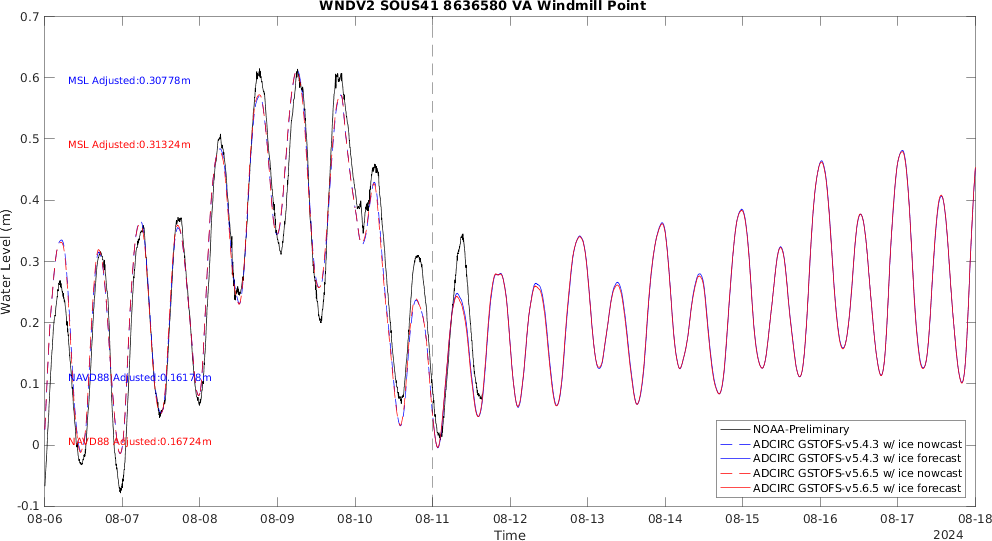 WNDV2 SOUS41 8636580 VA Windmill Point
0.7
0.6
0.5
0.4
0.3
0.2
0.1
0
-0.1
Water Level (m)
MSL Adjusted:0.30778m
MSL Adjusted:0.31324m
NAVD88 Adjusted:0.16178m
NAVD88 Adjusted:0.16724m
NOAA-Preliminary
ADCIRC GSTOFS-v5.4.3 w/ ice nowcast
ADCIRC GSTOFS-v5.4.3 w/ ice forecast
ADCIRC GSTOFS-v5.6.5 w/ ice nowcast
ADCIRC GSTOFS-v5.6.5 w/ ice forecast
08-06 08-07 08-08 08-09 08-10 08-11 08-12 08-13 08-14 08-15 08-16 08-17 08-18
Time
2024